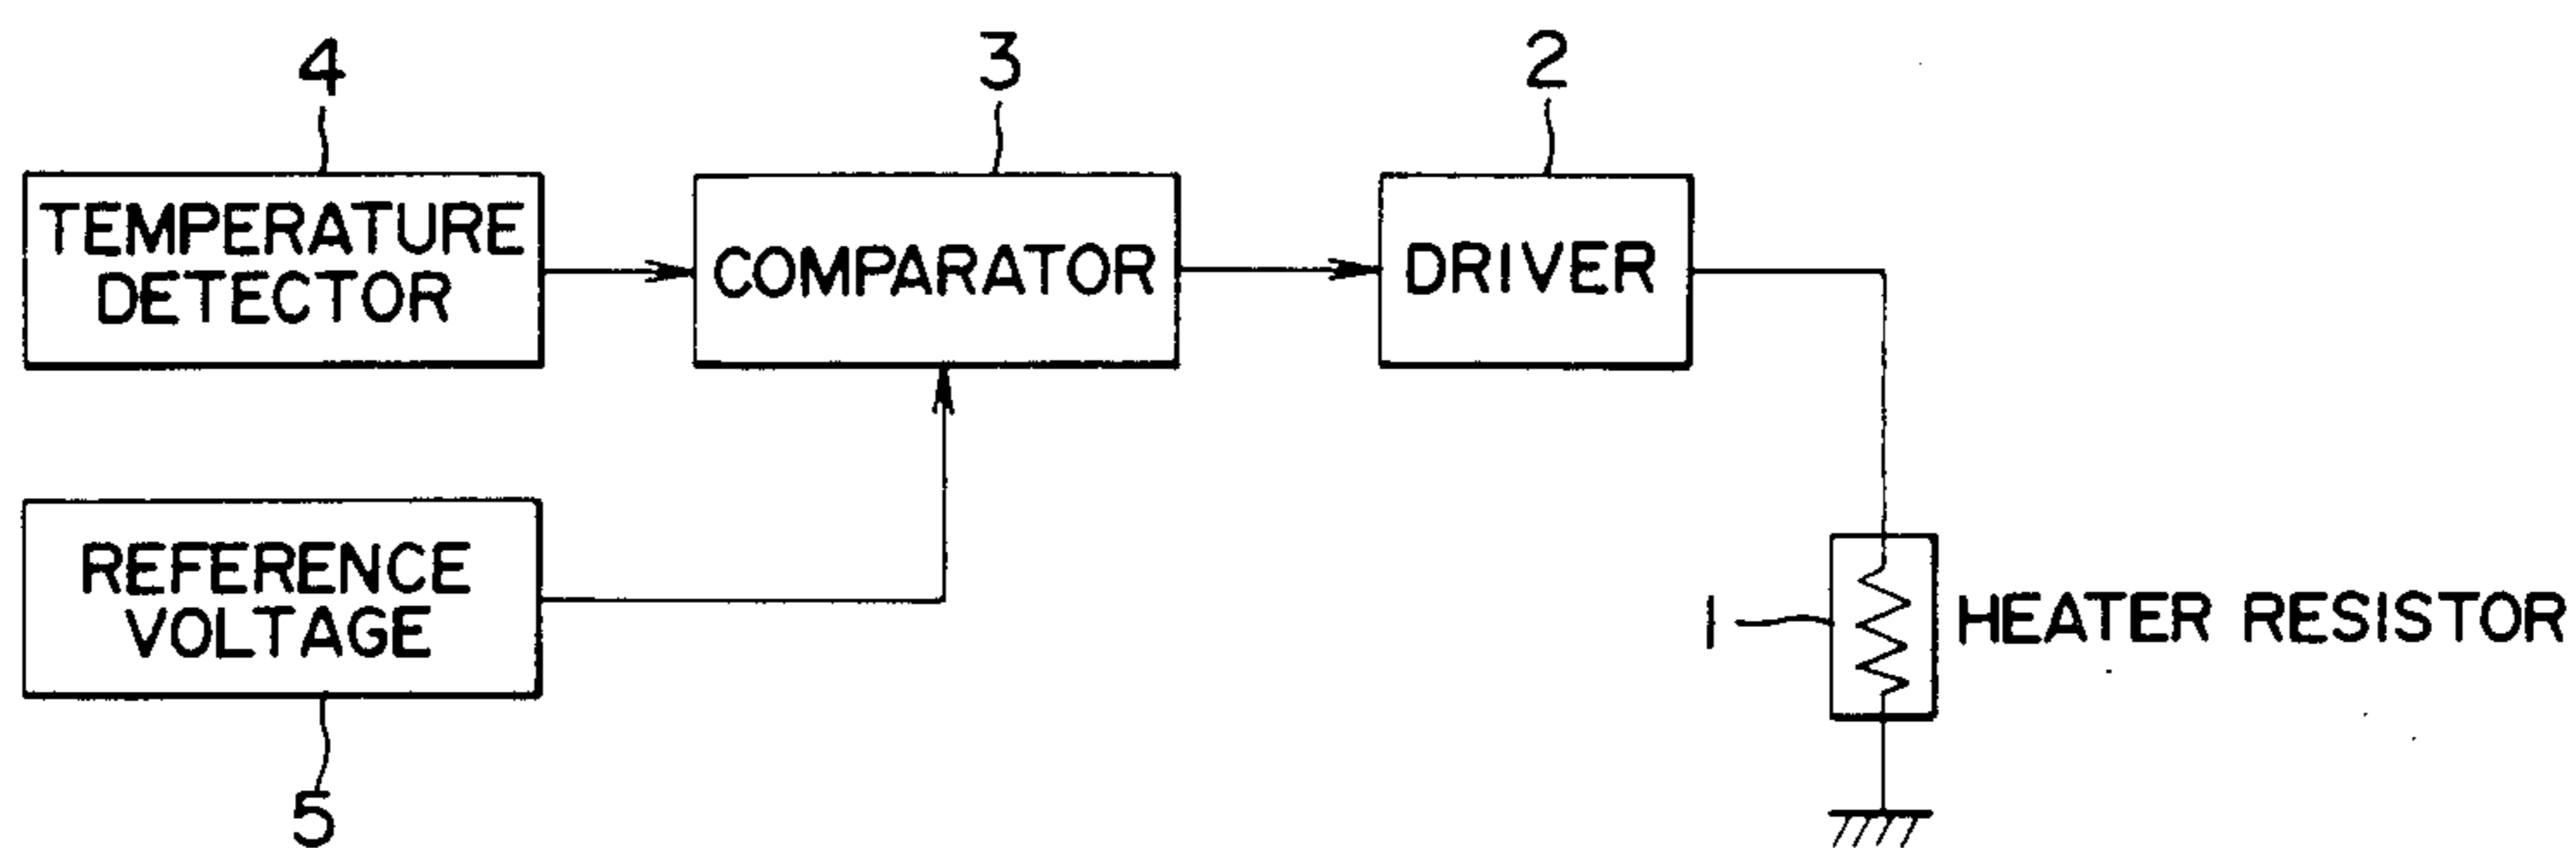 4
3
2
TEMPERATURE
DETECTOR
COMPARATOR
DRIVER
REFERENCE
VOLTAGE
1
HEATER RESISTOR
5